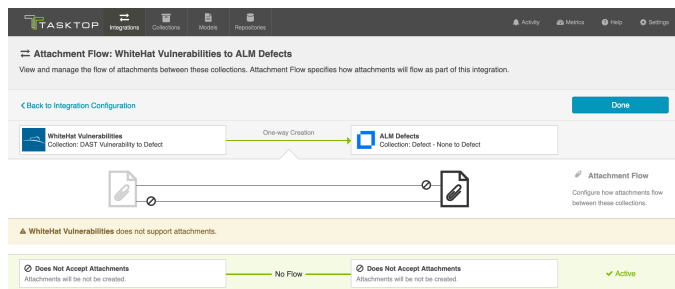 TASKTOP
Integrations
Collections
Models
Repositories
Activity
Metrics
Help
Settings
Attachment Flow: WhiteHat Vulnerabilities to ALM Defects
View and manage the flow of attachments between these collections. Attachment Flow specifies how attachments will flow as part of this integration.
Back to Integration Configuration
Done
WhiteHat Vulnerabilities
Collection: DAST Vulnerability to Defect
One-way Creation
ALM Defects
Collection: Defect - None to Defect
Attachment Flow
Configure how attachments flow
between these collections.
WhiteHat Vulnerabilities does not support attachments.
Does Not Accept Attachments
Attachments will be not be created.
No Flow
Does Not Accept Attachments
Attachments will be not be created.
Active